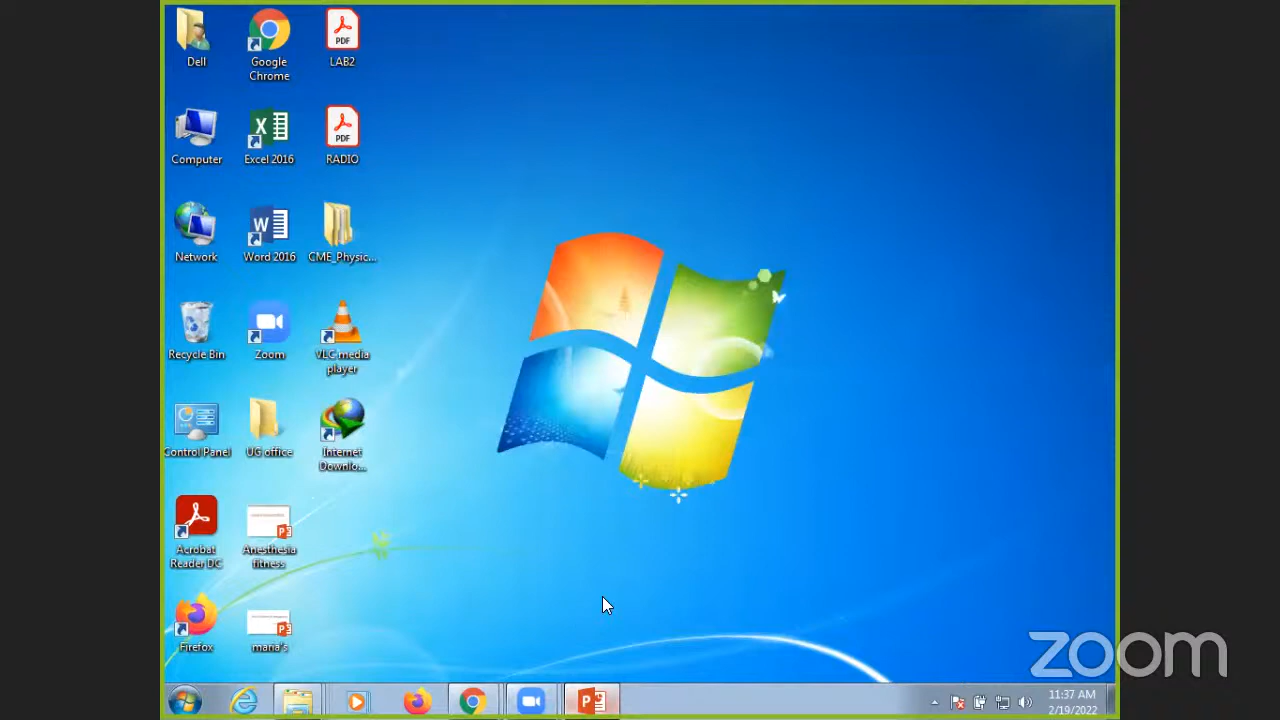 Dell
Google
Chrome
LAB2
Computer
Excel 2016
RADIO
Network
Word 2016
CME_Physic...
Recycle Bin
Zoom
VLC media
player
Control Panel
UG office
Internet
Downlo...
Acrobat
Reader DC
Anesthesia
fitness
Firefox
maria's
PDF
PDF
zoom
11:37 AM
2/19/2022